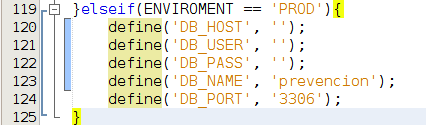 119 }elseif(ENVIROMENT == 'PROD'){
120 define('DB_HOST', '');
121 define('DB_USER', '');
122 define('DB_PASS', '');
123 define('DB_NAME', 'prevencion');
124 define('DB_PORT', '3306');
125 }